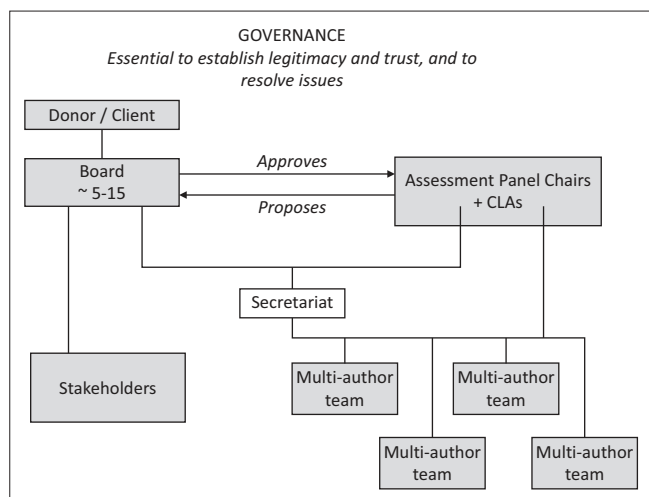 GOVERNANCE
Essential to establish legitimacy and trust, and to
resolve issues
Donor / Client
Board
~ 5-15
Approves
Proposes
Assessment Panel Chairs
+ CLAs
Secretariat
Stakeholders
Multi-author
team
Multi-author
team
Multi-author
team
Multi-author
team